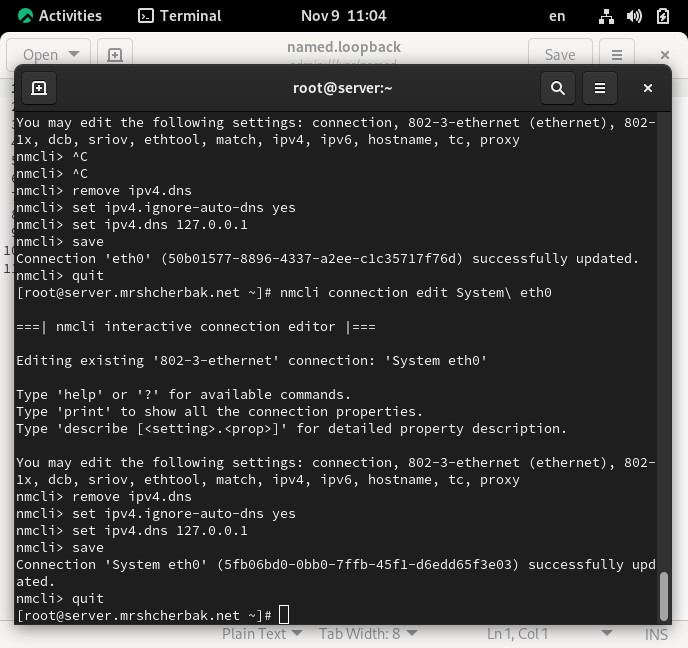 Activities
Terminal
Nov 9 11:04
en
Open
named.loopback
Save
root@server:~
You may edit the following settings: connection, 802-3-ethernet (ethernet), 802-
1x, dcb, sriov, ethtool, match, ipv4, ipv6, hostname, tc, proxy
nmcli> ^C
nmcli> ^C
nmcli> remove ipv4.dns
nmcli> set ipv4.ignore-auto-dns yes
nmcli> set ipv4.dns 127.0.0.1
nmcli> save
Connection 'eth0' (50b01577-8896-4337-a2ee-c1c35717f76d) successfully updated.
nmcli> quit
[root@server.mrshcherbak.net ~]# nmcli connection edit System\ eth0
===| nmcli interactive connection editor |===
Editing existing '802-3-ethernet' connection: 'System eth0'
Type 'help' or '?' for available commands.
Type 'print' to show all the connection properties.
Type 'describe [<setting>.<prop>]' for detailed property description.
You may edit the following settings: connection, 802-3-ethernet (ethernet), 802-
1x, dcb, sriov, ethtool, match, ipv4, ipv6, hostname, tc, proxy
nmcli> remove ipv4.dns
nmcli> set ipv4.ignore-auto-dns yes
nmcli> set ipv4.dns 127.0.0.1
nmcli> save
Connection 'System eth0' (5fb06bd0-0bb0-7ffb-45f1-d6edd65f3e03) successfully upd
ated.
nmcli> quit
[root@server.mrshcherbak.net ~]#
Plain Text
Tab Width: 8
Ln 1, Col 1
INS